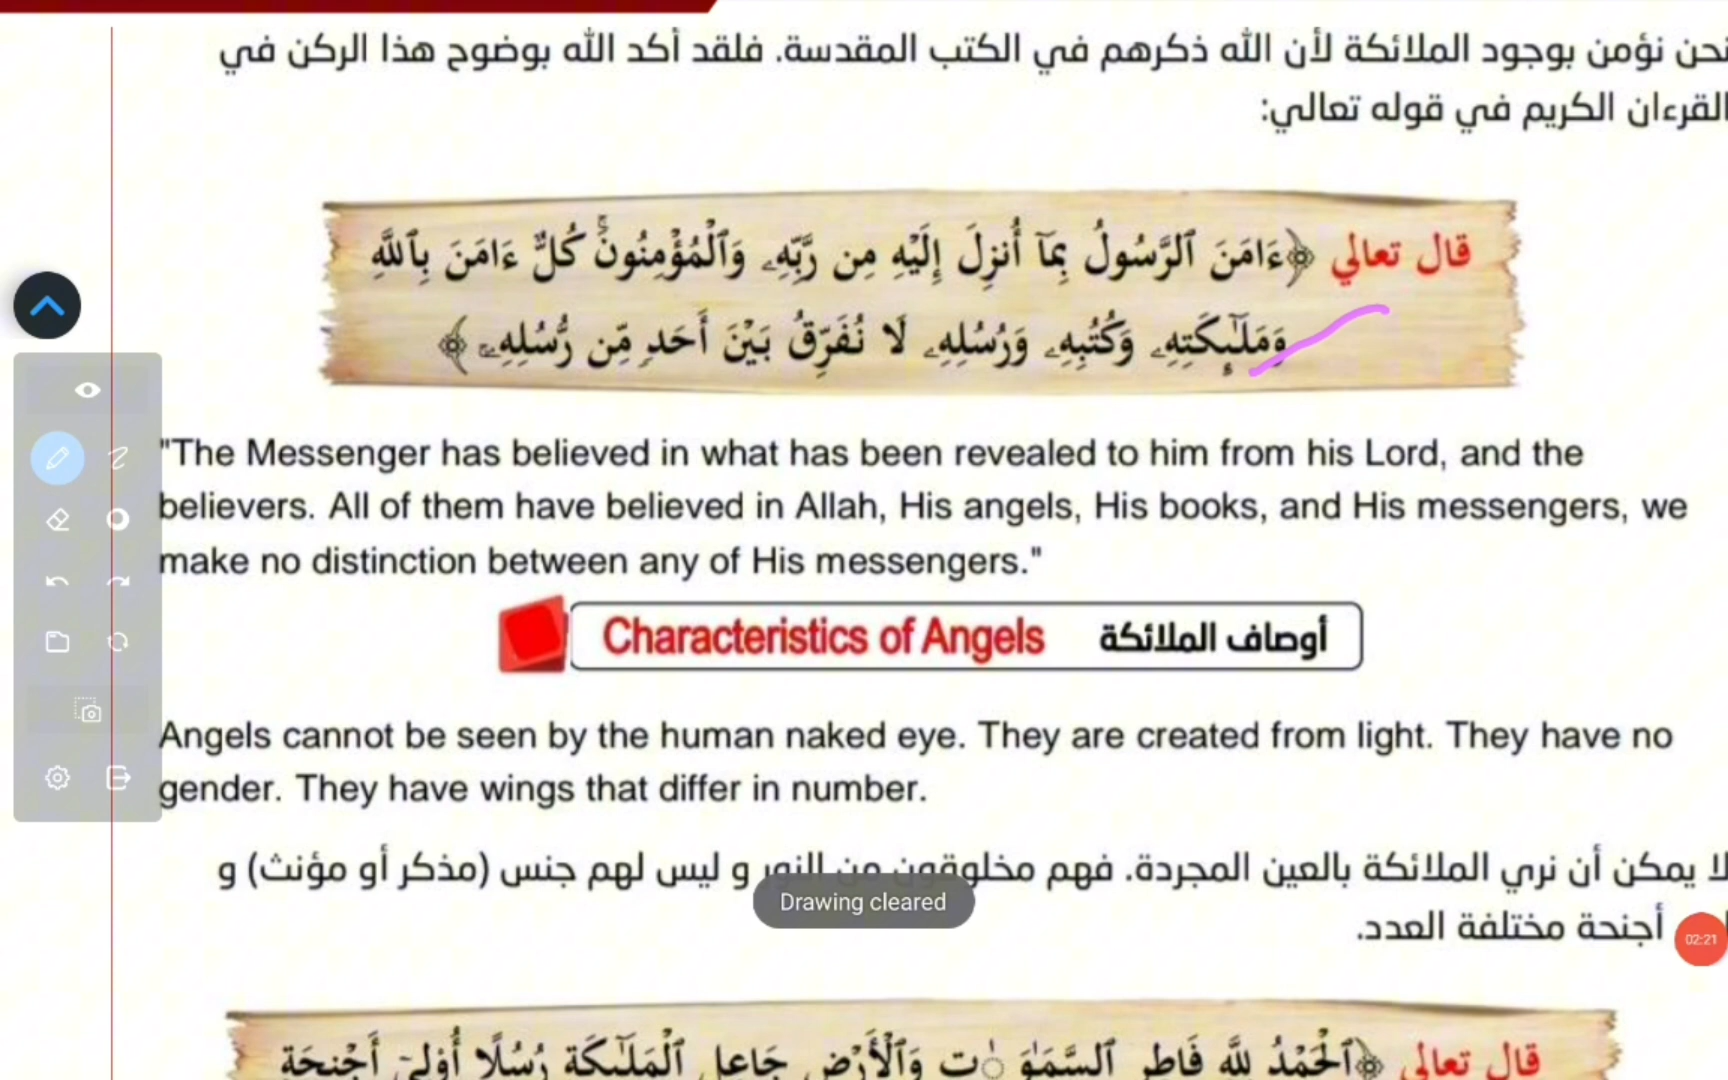 نحن نؤمن بوجود الملائكة لأن الله ذكرهم في الكتب المقدسة. فلقد أكد الله بوضوح هذا الركن في
القرءان الكريم في قوله تعالي:
قال تعالي ﴿ءَامَنَ ٱلرَّسُولُ بِمَآ أُنزِلَ إِلَيْهِ مِن رَّبِّهِۦ وَٱلْمُؤْمِنُونَۚ كُلٌّ ءَامَنَ بِٱللَّهِ
وَمَلَٰٓئِكَتِهِۦ وَكُتُبِهِۦ وَرُسُلِهِۦ لَا نُفَرِّقُ بَيْنَ أَحَدٍ مِّن رُّسُلِهِۦۚ ﴾
"The Messenger has believed in what has been revealed to him from his Lord, and the
believers. All of them have believed in Allah, His angels, His books, and His messengers, we
make no distinction between any of His messengers."
Characteristics of Angels أوصاف الملائكة
Angels cannot be seen by the human naked eye. They are created from light. They have no
gender. They have wings that differ in number.
لا يمكن أن نري الملائكة بالعين المجردة. فهم مخلوقون من النور و ليس لهم جنس (مذكر أو مؤنث) و
Drawing cleared
أجنحة مختلفة العدد.
02:21
قال تعالى ﴿ٱلْحَمْدُ لِلَّهِ فَاطِرِ ٱلسَّمَٰوَٰتِ وَٱلْأَرْضِ جَاعِلِ ٱلْمَلَٰٓئِكَةِ رُسُلًا أُوْلِىٓ أَجْنِحَةٍ